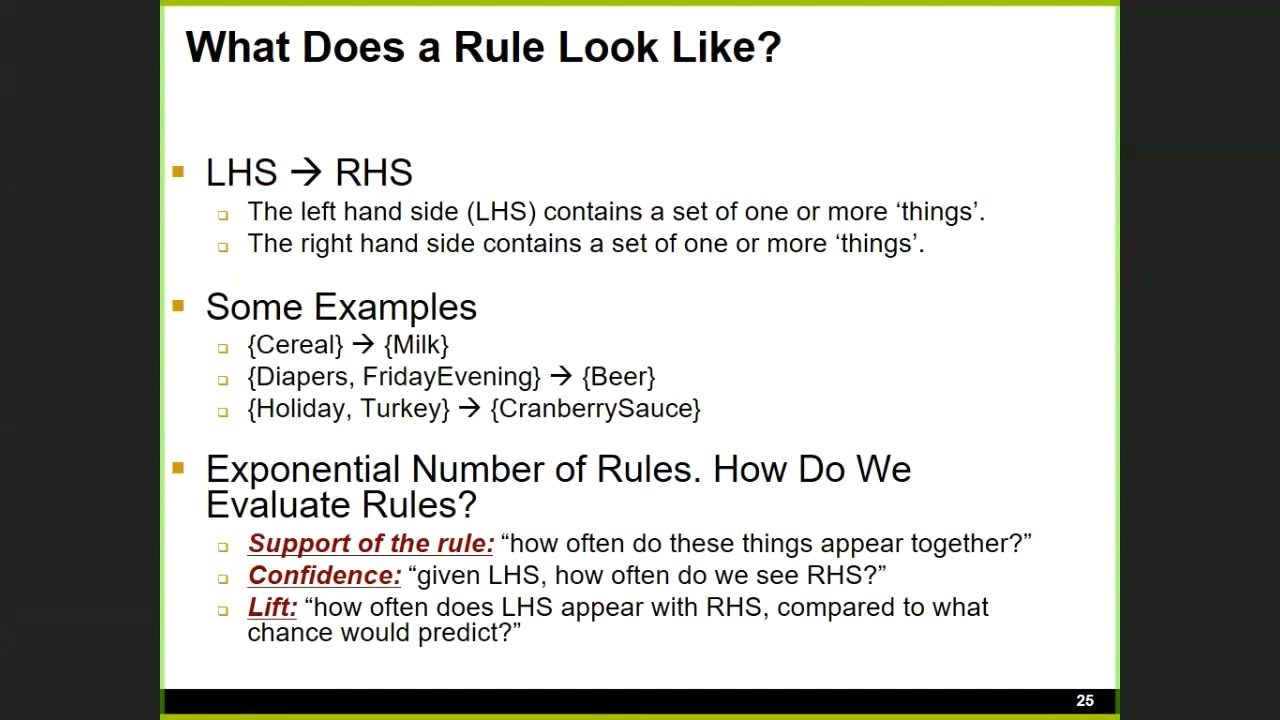 What Does a Rule Look Like?
LHS → RHS
The left hand side (LHS) contains a set of one or more ‘things’.
The right hand side contains a set of one or more ‘things’.
Some Examples
{Cereal} → {Milk}
{Diapers, FridayEvening} → {Beer}
{Holiday, Turkey} → {CranberrySauce}
Exponential Number of Rules. How Do We
Evaluate Rules?
Support of the rule: “how often do these things appear together?”
Confidence: “given LHS, how often do we see RHS?”
Lift: “how often does LHS appear with RHS, compared to what
chance would predict?”
25